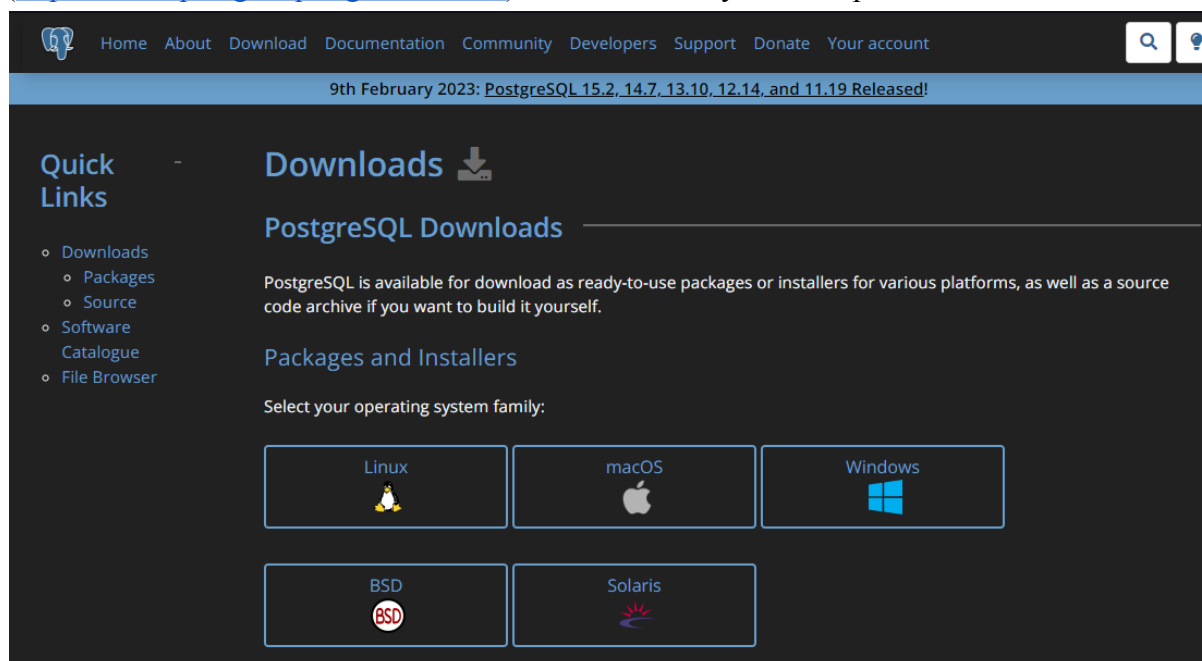 Home About Download Documentation Community Developers Support Donate Your account
9th February 2023: PostgreSQL 15.2, 14.7, 13.10, 12.14, and 11.19 Released!
Quick
Links
-
Downloads
Packages
Source
Software
Catalogue
File Browser
Downloads
PostgreSQL Downloads
PostgreSQL is available for download as ready-to-use packages or installers for various platforms, as well as a source
code archive if you want to build it yourself.
Packages and Installers
Select your operating system family:
Linux
macOS
Windows
BSD
BSD
Solaris